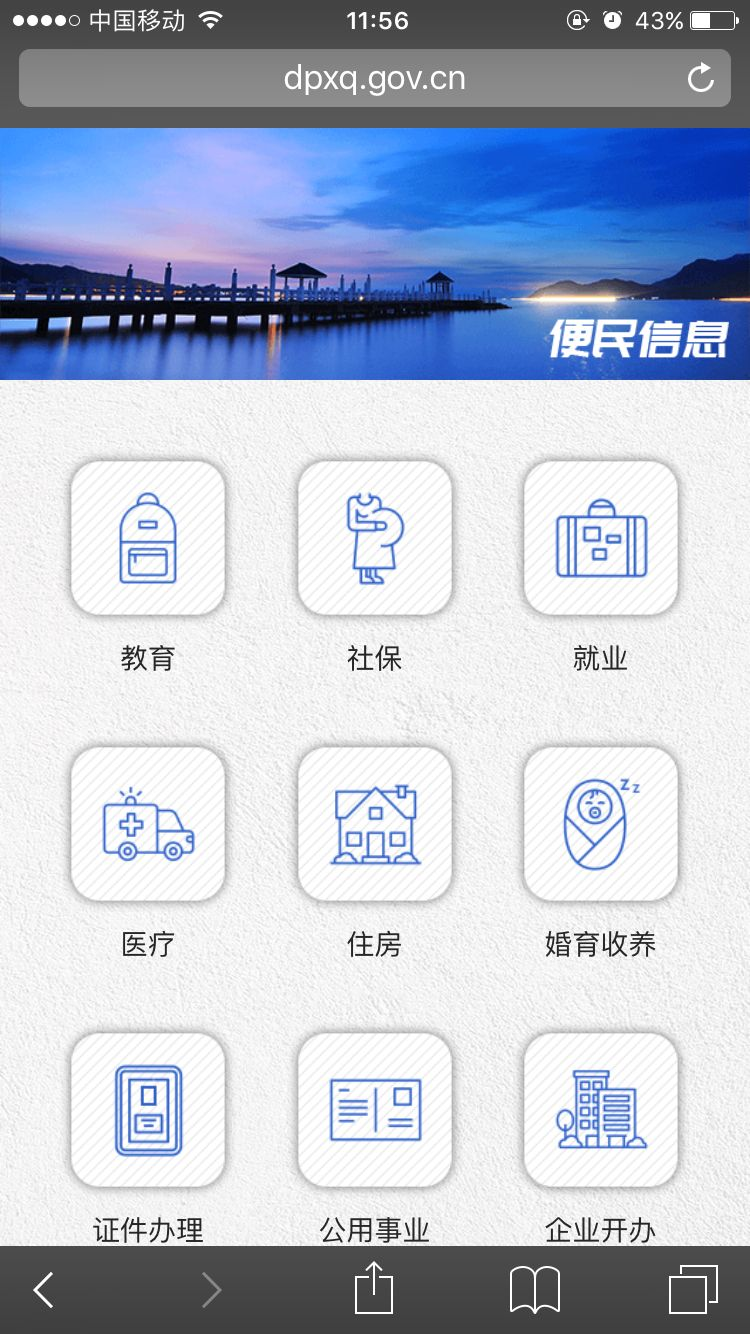 中国移动 11:56 43%
dpxq.gov.cn
便民信息
教育 社保 就业
zz
医疗 住房 婚育收养
证件办理 公用事业 企业开办